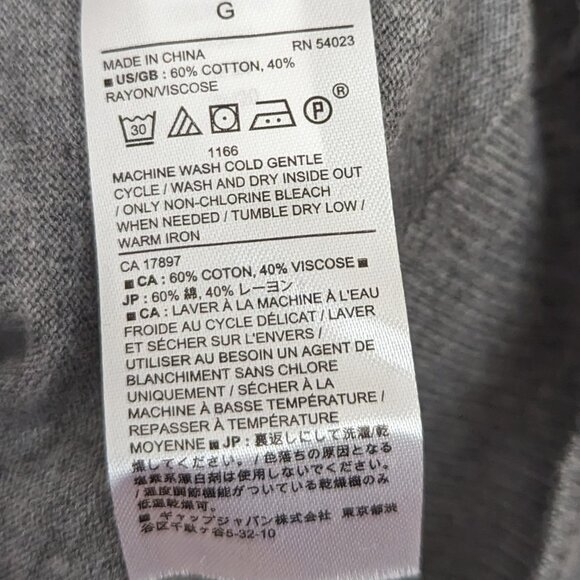 G
MADE IN CHINA RN 54023
■ US/GB : 60% COTTON, 40%
RAYON/VISCOSE
30 P ®
1166
MACHINE WASH COLD GENTLE
CYCLE / WASH AND DRY INSIDE OUT
/ ONLY NON-CHLORINE BLEACH
WHEN NEEDED / TUMBLE DRY LOW /
WARM IRON
CA 17897
■ CA : 60% COTTON, 40% VISCOSE ■
JP : 60% 綿, 40% レーヨン
■ CA : LAVER À LA MACHINE À L'EAU
FROIDE AU CYCLE DÉLICAT / LAVER
ET SÉCHER SUR L'ENVERS /
UTILISER AU BESOIN UN AGENT DE
BLANCHIMENT SANS CHLORE
UNIQUEMENT / SÉCHER À LA
MACHINE À BASSE TEMPÉRATURE /
REPASSER À TEMPÉRATURE
MOYENNE ■ JP : 裏返しにして洗濯/乾
燥してください。/ 色落ちの原因となる
塩素系漂白剤は使用しないでください。
/ 温度調節機能がついている乾燥機のみ
低温乾燥可。
■ ギャップジャパン株式会社 東京都渋
谷区千駄ヶ谷5-32-10